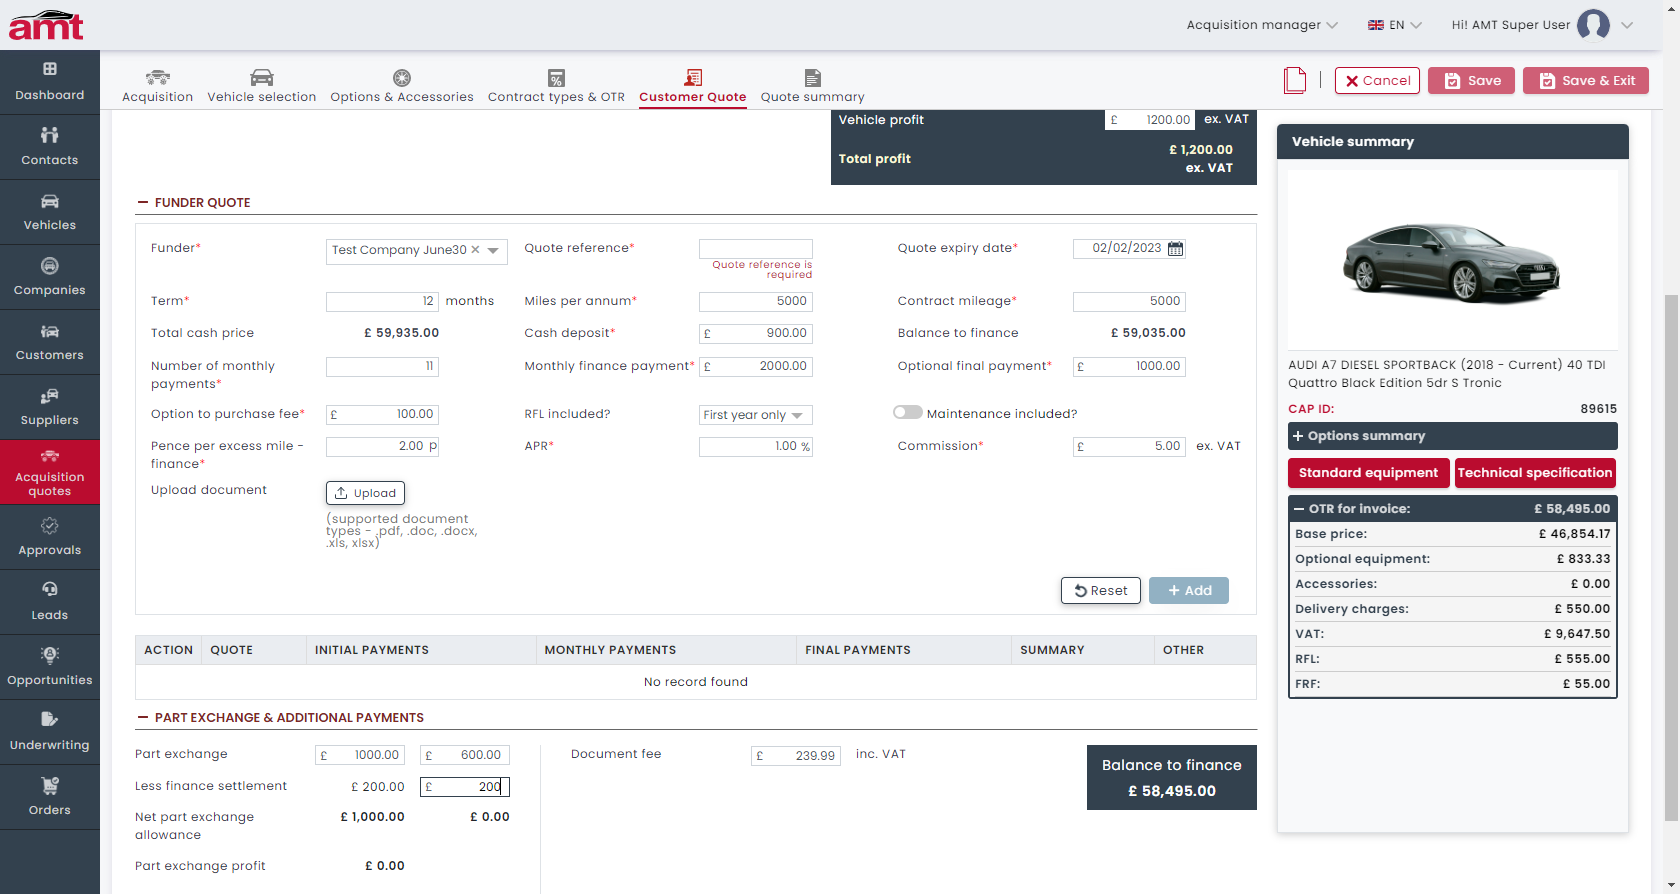 amt
Acquisition manager
EN
Hi! AMT Super User
Dashboard
Contacts
Vehicles
Companies
Customers
Suppliers
Acquisition
quotes
Approvals
Leads
Opportunities
Underwriting
Orders
Acquisition
Vehicle selection
Options & Accessories
Contract types & OTR
Customer Quote
Quote summary
Cancel
Save
Save & Exit
Vehicle profit £ 1200.00 ex. VAT
Total profit £ 1,200.00
ex. VAT
FUNDER QUOTE
Funder* Test Company June30 × Quote reference* Quote expiry date* 02/02/2023
Quote reference is
required
Term* 12 months Miles per annum* 5000 Contract mileage* 5000
Total cash price £ 59,935.00 Cash deposit* £ 900.00 Balance to finance £ 59,035.00
Number of monthly
payments* 11 Monthly finance payment* £ 2000.00 Optional final payment* £ 1000.00
Option to purchase fee* £ 100.00 RFL included? First year only Maintenance included?
Pence per excess mile -
finance* 2.00 p APR* 1.00 % Commission* £ 5.00 ex. VAT
Upload document Upload
(supported document
types - .pdf, .doc, .docx,
.xls, xlsx)
Reset
+ Add
ACTION QUOTE INITIAL PAYMENTS MONTHLY PAYMENTS FINAL PAYMENTS SUMMARY OTHER
No record found
PART EXCHANGE & ADDITIONAL PAYMENTS
Part exchange £ 1000.00 £ 600.00 Document fee £ 239.99 inc. VAT
Less finance settlement £ 200.00 £ 200
Net part exchange
allowance £ 1,000.00 £ 0.00
Part exchange profit £ 0.00
Balance to finance
£ 58,495.00
Vehicle summary
AUDI A7 DIESEL SPORTBACK (2018 - Current) 40 TDI
Quattro Black Edition 5dr S Tronic
CAP ID: 89615
+ Options summary
Standard equipment
Technical specification
OTR for invoice: £ 58,495.00
Base price: £ 46,854.17
Optional equipment: £ 833.33
Accessories: £ 0.00
Delivery charges: £ 550.00
VAT: £ 9,647.50
RFL: £ 555.00
FRF: £ 55.00